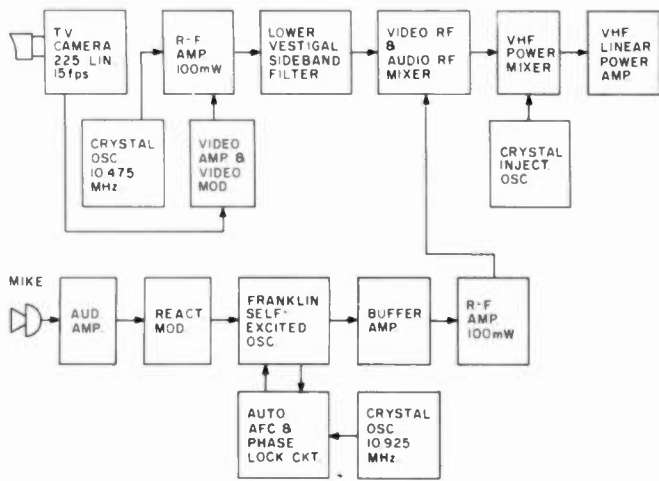 TV
CAMERA
225 LIN.
15fps
R-F
AMP
100mW
LOWER
VESTIGAL
SIDEBAND
FILTER
VIDEO RF
&
AUDIO RF
MIXER
VHF
POWER
MIXER
VHF
LINEAR
POWER
AMP.
CRYSTAL
OSC
10.475
MHz
VIDEO
AMP &
VIDEO
MOD
CRYSTAL
INJECT.
OSC.
MIKE
AUD
AMP.
REACT
MOD.
FRANKLIN
SELF-
EXCITED
OSC.
BUFFER
AMP.
R-F
AMP.
100mW
AUTO
AFC &
PHASE
LOCK CKT.
CRYSTAL
OSC
10.925
MHz